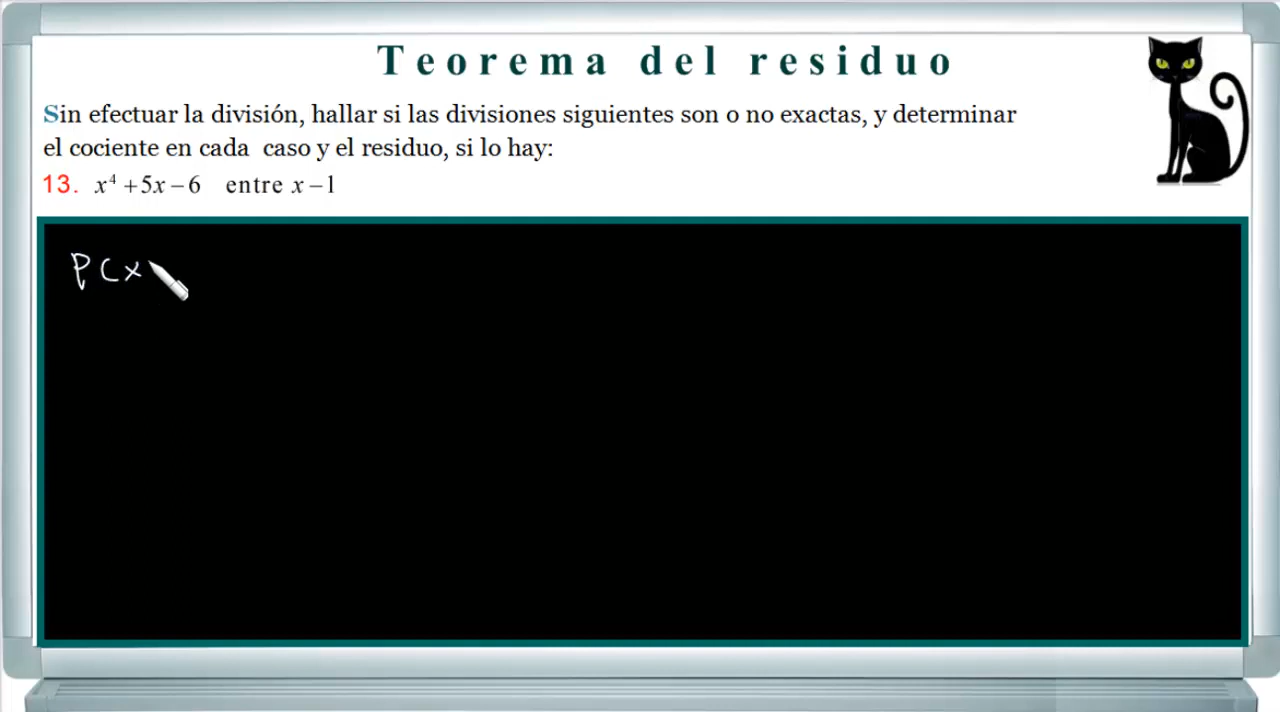 Teorema del residuo
Sin efectuar la división, hallar si las divisiones siguientes son o no exactas, y determinar
el cociente en cada caso y el residuo, si lo hay:
13. x⁴ + 5x − 6 entre x − 1
P(x